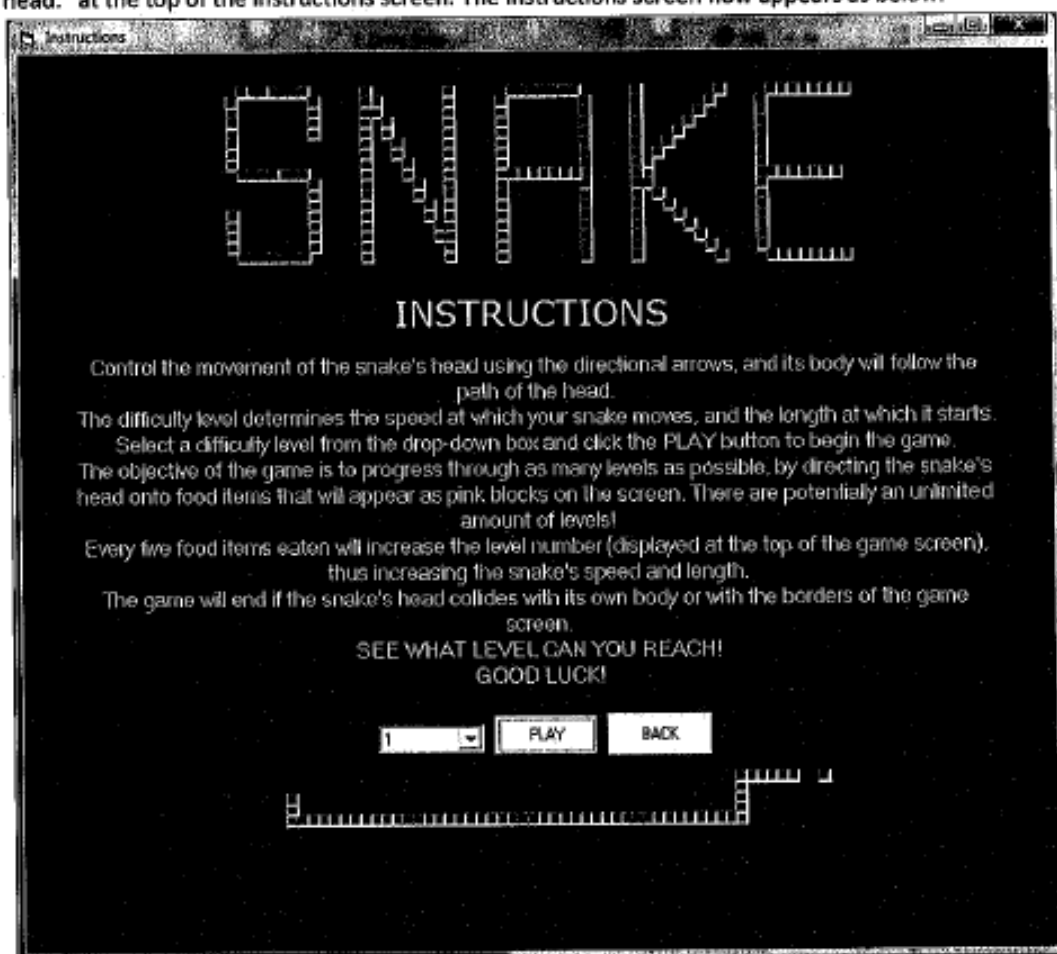 head." at the top of the instructions screen. The instructions screen now appears as below:
Instructions
SNAKE
INSTRUCTIONS
Control the movement of the snake's head using the directional arrows, and its body will follow the
path of the head.
The difficulty level determines the speed at which your snake moves, and the length at which it starts.
Select a difficulty level from the drop-down box and click the PLAY button to begin the game.
The objective of the game is to progress through as many levels as possible, by directing the snake's
head onto food items that will appear as pink blocks on the screen. There are potentially an unlimited
amount of levels!
Every five food items eaten will increase the level number (displayed at the top of the game screen),
thus increasing the snake's speed and length.
The game will end if the snake's head collides with its own body or with the borders of the game
screen.
SEE WHAT LEVEL CAN YOU REACH!
GOOD LUCK!
1 PLAY BACK